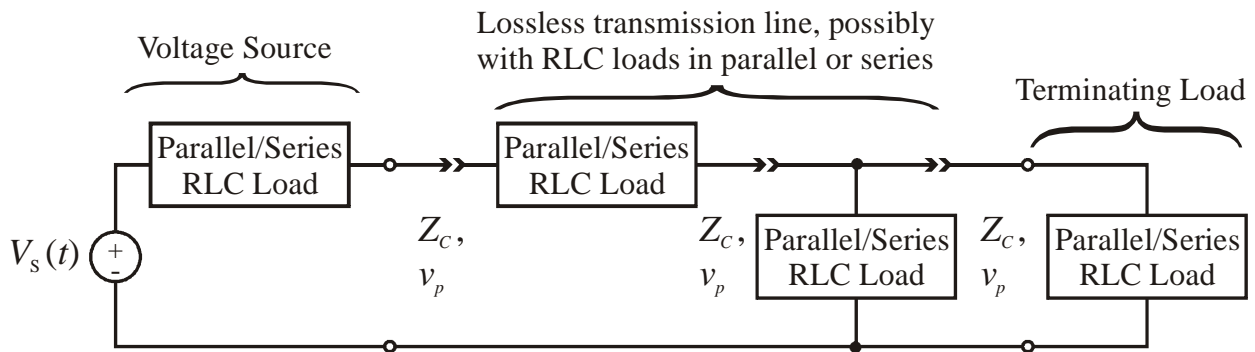 Lossless transmission line, possibly
with RLC loads in parallel or series
Voltage Source
Terminating Load
Parallel/Series
RLC Load
Parallel/Series
RLC Load
V_S(t)
+
-
Z_C,
v_p
Z_C,
v_p
Parallel/Series
RLC Load
Z_C,
v_p
Parallel/Series
RLC Load